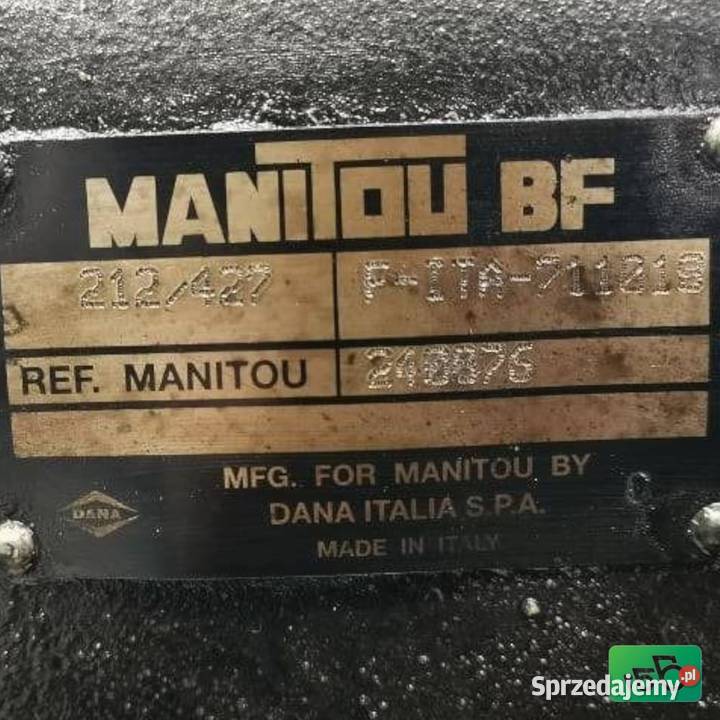 MANITOU BF
212/427 F-ITA-711018
REF. MANITOU 240876
MFG. FOR MANITOU BY
DANA ITALIA S.P.A.
DANA
MADE IN ITALY
Sprzedajemy.pl